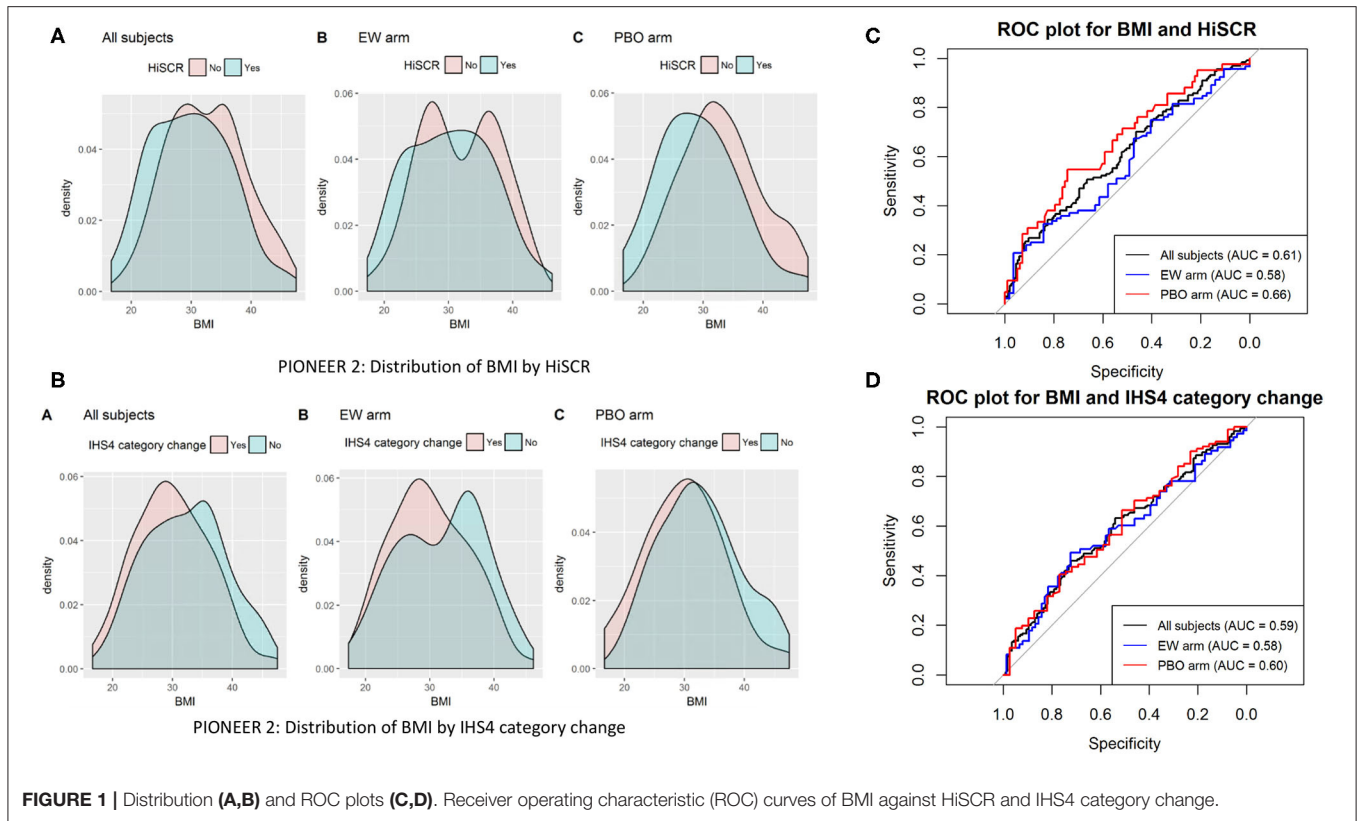 A
All subjects
HiSCR No Yes
0.04
0.02
0.00
density
20 30 40
BMI
B EW arm
HiSCR No Yes
0.06
0.04
0.02
0.00
density
20 30 40
BMI
C PBO arm
HiSCR No Yes
0.06
0.04
0.02
0.00
density
20 30 40
BMI
PIONEER 2: Distribution of BMI by HiSCR
C
ROC plot for BMI and HiSCR
Sensitivity
1.0
0.8
0.6
0.4
0.2
0.0
All subjects (AUC = 0.61)
EW arm (AUC = 0.58)
PBO arm (AUC = 0.66)
1.0 0.8 0.6 0.4 0.2 0.0
Specificity
B
A All subjects
IHS4 category change Yes No
0.06
0.04
0.02
0.00
density
20 30 40
BMI
B EW arm
IHS4 category change Yes No
0.06
0.04
0.02
0.00
density
20 30 40
BMI
C PBO arm
IHS4 category change Yes No
0.06
0.04
0.02
0.00
density
20 30 40
BMI
PIONEER 2: Distribution of BMI by IHS4 category change
D
ROC plot for BMI and IHS4 category change
Sensitivity
1.0
0.8
0.6
0.4
0.2
0.0
All subjects (AUC = 0.59)
EW arm (AUC = 0.58)
PBO arm (AUC = 0.60)
1.0 0.8 0.6 0.4 0.2 0.0
Specificity
FIGURE 1 | Distribution (A,B) and ROC plots (C,D). Receiver operating characteristic (ROC) curves of BMI against HiSCR and IHS4 category change.